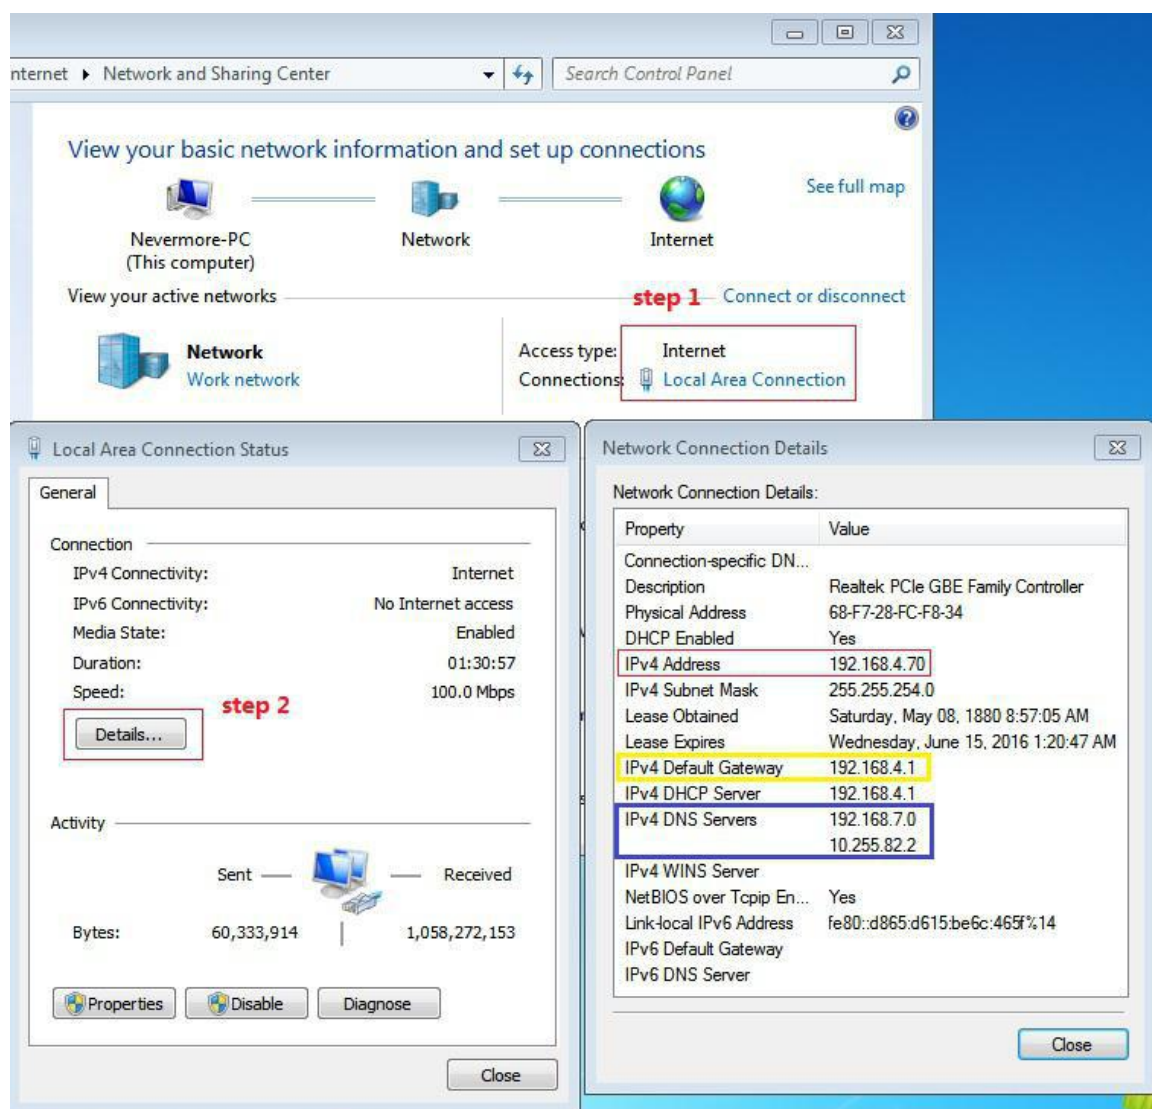 nternet ▸ Network and Sharing Center
Search Control Panel
View your basic network information and set up connections
See full map
Nevermore-PC
(This computer)
Network
Internet
View your active networks
step 1
Connect or disconnect
Network
Work network
Access type: Internet
Connections: Local Area Connection
Local Area Connection Status
General
Connection
IPv4 Connectivity: Internet
IPv6 Connectivity: No Internet access
Media State: Enabled
Duration: 01:30:57
Speed: 100.0 Mbps
step 2
Details...
Activity
Sent — — Received
Bytes: 60,333,914 | 1,058,272,153
Properties Disable Diagnose
Close
Network Connection Details
Network Connection Details:
Property Value
Connection-specific DN...
Description Realtek PCIe GBE Family Controller
Physical Address 68-F7-28-FC-F8-34
DHCP Enabled Yes
IPv4 Address 192.168.4.70
IPv4 Subnet Mask 255.255.254.0
Lease Obtained Saturday, May 08, 1880 8:57:05 AM
Lease Expires Wednesday, June 15, 2016 1:20:47 AM
IPv4 Default Gateway 192.168.4.1
IPv4 DHCP Server 192.168.4.1
IPv4 DNS Servers 192.168.7.0
10.255.82.2
IPv4 WINS Server
NetBIOS over Tcpip En... Yes
Link-local IPv6 Address fe80::d865:d615:be6c:465f%14
IPv6 Default Gateway
IPv6 DNS Server
Close